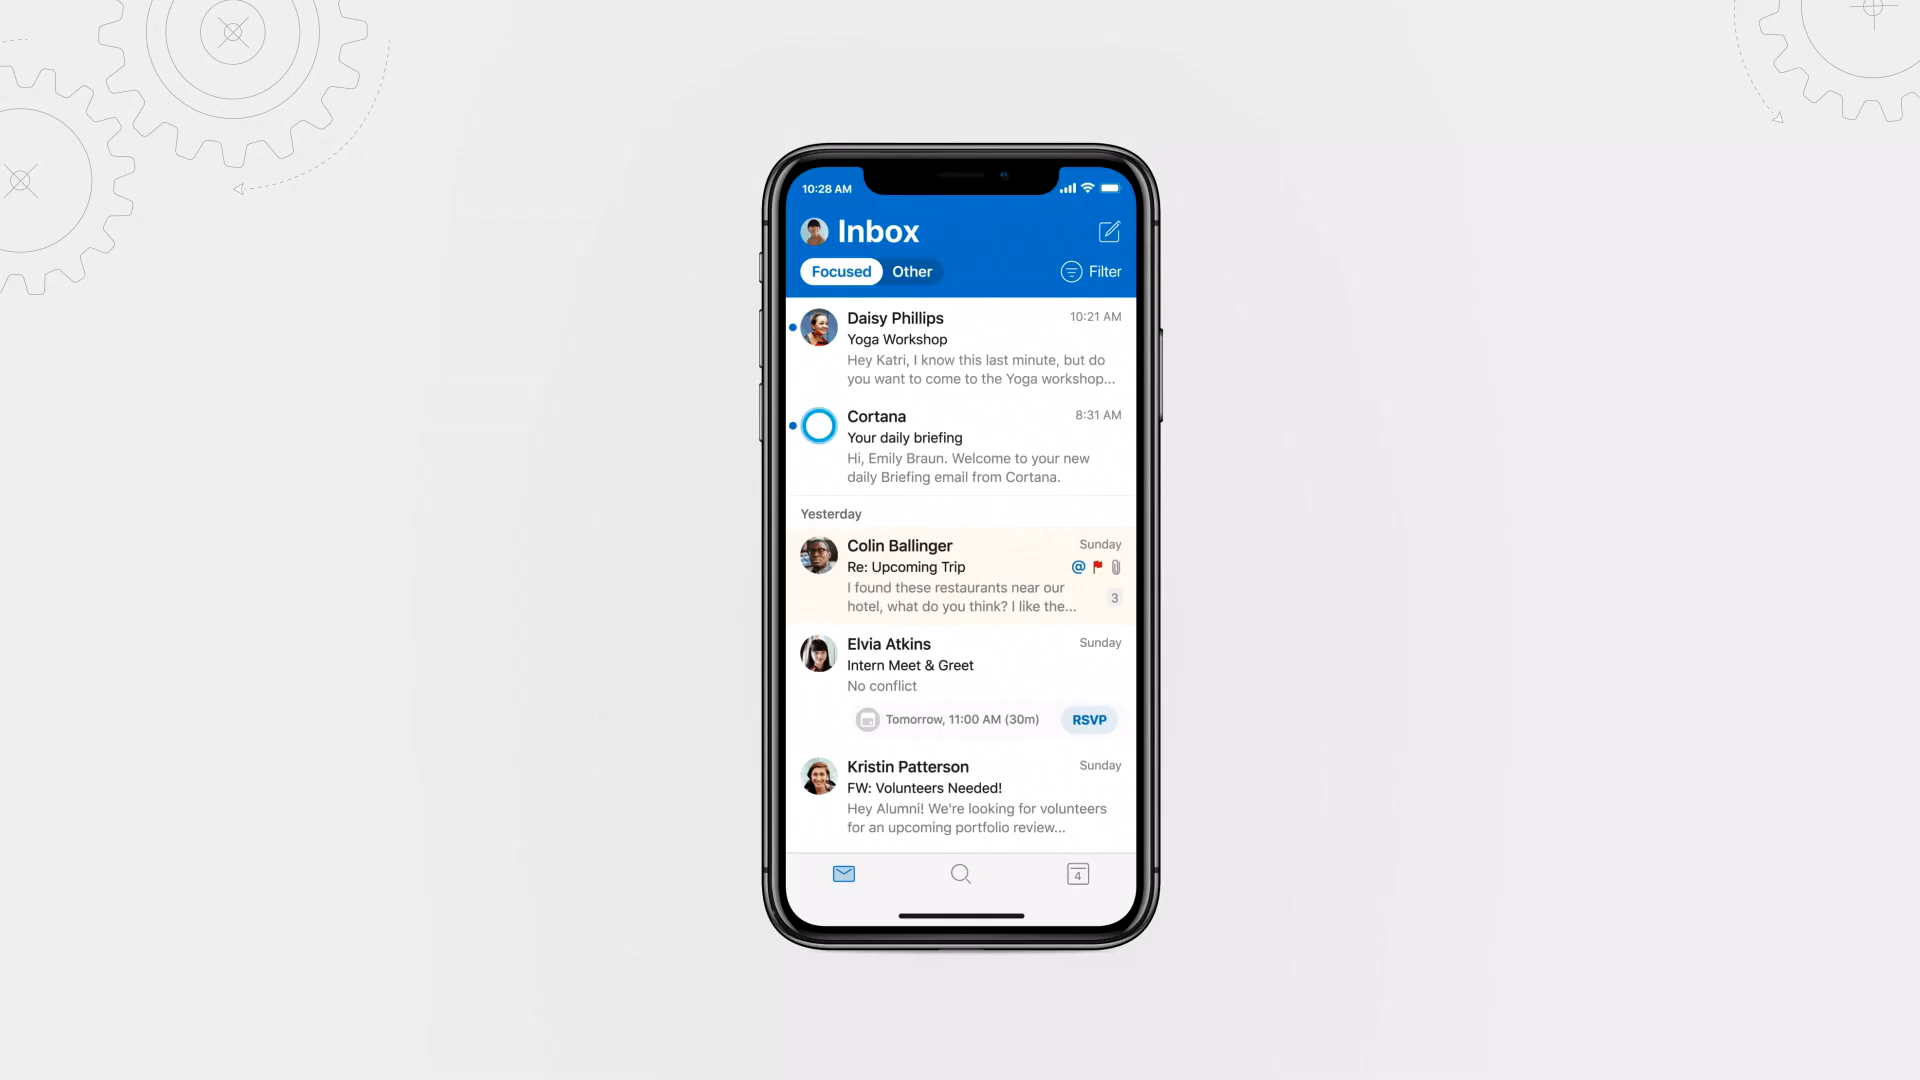 10:28 AM
Inbox
Focused Other Filter
Daisy Phillips 10:21 AM
Yoga Workshop
Hey Katri, I know this last minute, but do
you want to come to the Yoga workshop...
Cortana 8:31 AM
Your daily briefing
Hi, Emily Braun. Welcome to your new
daily Briefing email from Cortana.
Yesterday
Colin Ballinger Sunday
Re: Upcoming Trip @
I found these restaurants near our
hotel, what do you think? I like the... 3
Elvia Atkins Sunday
Intern Meet & Greet
No conflict
Tomorrow, 11:00 AM (30m) RSVP
Kristin Patterson Sunday
FW: Volunteers Needed!
Hey Alumni! We're looking for volunteers
for an upcoming portfolio review...
4